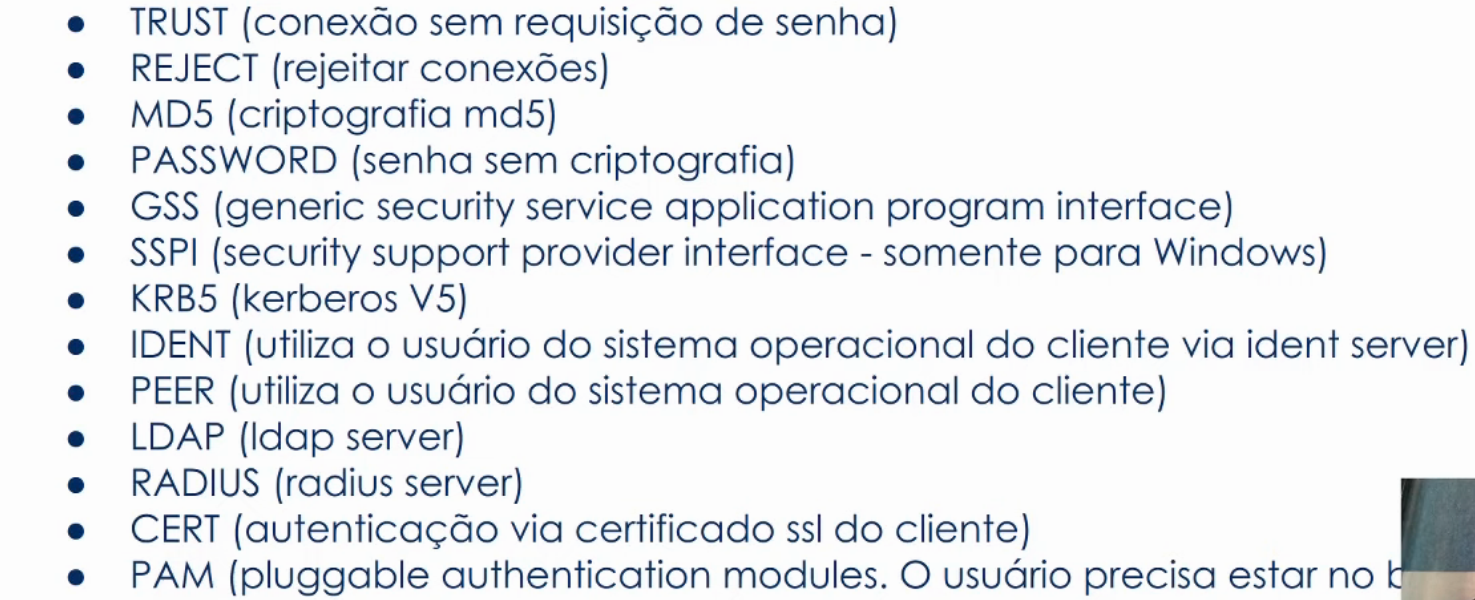 ● TRUST (conexão sem requisição de senha)
● REJECT (rejeitar conexões)
● MD5 (criptografia md5)
● PASSWORD (senha sem criptografia)
● GSS (generic security service application program interface)
● SSPI (security support provider interface - somente para Windows)
● KRB5 (kerberos V5)
● IDENT (utiliza o usuário do sistema operacional do cliente via ident server)
● PEER (utiliza o usuário do sistema operacional do cliente)
● LDAP (ldap server)
● RADIUS (radius server)
● CERT (autenticação via certificado ssl do cliente)
● PAM (pluggable authentication modules. O usuário precisa estar no